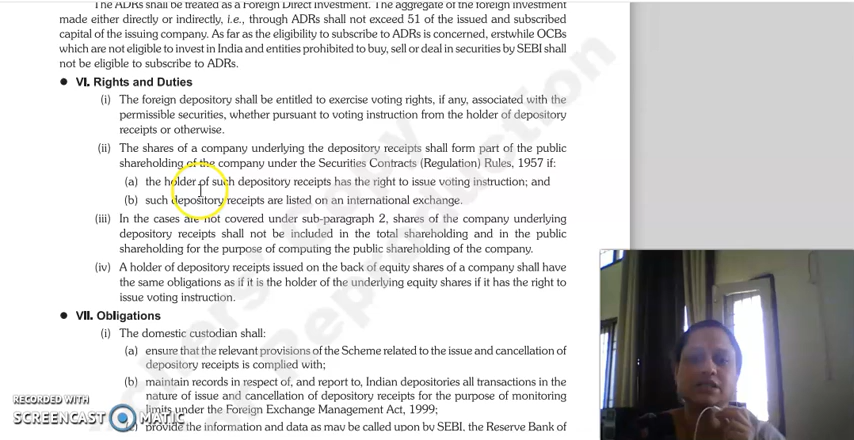 The ADRs shall be treated as a Foreign Direct Investment. The aggregate of the foreign investment
made either directly or indirectly, i.e., through ADRs shall not exceed 51 of the issued and subscribed
capital of the issuing company. As far as the eligibility to subscribe to ADRs is concerned, erstwhile OCBs
which are not eligible to invest in India and entities prohibited to buy, sell or deal in securities by SEBI shall
not be eligible to subscribe to ADRs.
● VI. Rights and Duties
(i) The foreign depository shall be entitled to exercise voting rights, if any, associated with the
permissible securities, whether pursuant to voting instruction from the holder of depository
receipts or otherwise.
(ii) The shares of a company underlying the depository receipts shall form part of the public
shareholding of the company under the Securities Contracts (Regulation) Rules, 1957 if:
(a) the holder of such depository receipts has the right to issue voting instruction; and
(b) such depository receipts are listed on an international exchange.
(iii) In the cases are not covered under sub-paragraph 2, shares of the company underlying
depository receipts shall not be included in the total shareholding and in the public
shareholding for the purpose of computing the public shareholding of the company.
(iv) A holder of depository receipts issued on the back of equity shares of a company shall have
the same obligations as if it is the holder of the underlying equity shares if it has the right to
issue voting instruction.
● VII. Obligations
(i) The domestic custodian shall:
(a) ensure that the relevant provisions of the Scheme related to the issue and cancellation of
depository receipts is complied with;
(b) maintain records in respect of, and report to, Indian depositories all transactions in the
nature of issue and cancellation of depository receipts for the purpose of monitoring
limits under the Foreign Exchange Management Act, 1999;
provide the information and data as may be called upon by SEBI, the Reserve Bank of
RECORDED WITH
SCREENCAST MATIC